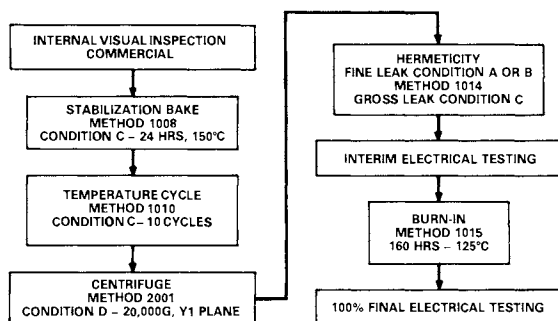 INTERNAL VISUAL INSPECTION
COMMERCIAL
STABILIZATION BAKE
METHOD 1008
CONDITION C – 24 HRS, 150°C
TEMPERATURE CYCLE
METHOD 1010
CONDITION C – 10 CYCLES
CENTRIFUGE
METHOD 2001
CONDITION D – 20,000G, Y1 PLANE
HERMETICITY
FINE LEAK CONDITION A OR B
METHOD 1014
GROSS LEAK CONDITION C
INTERIM ELECTRICAL TESTING
BURN-IN
METHOD 1015
160 HRS – 125°C
100% FINAL ELECTRICAL TESTING